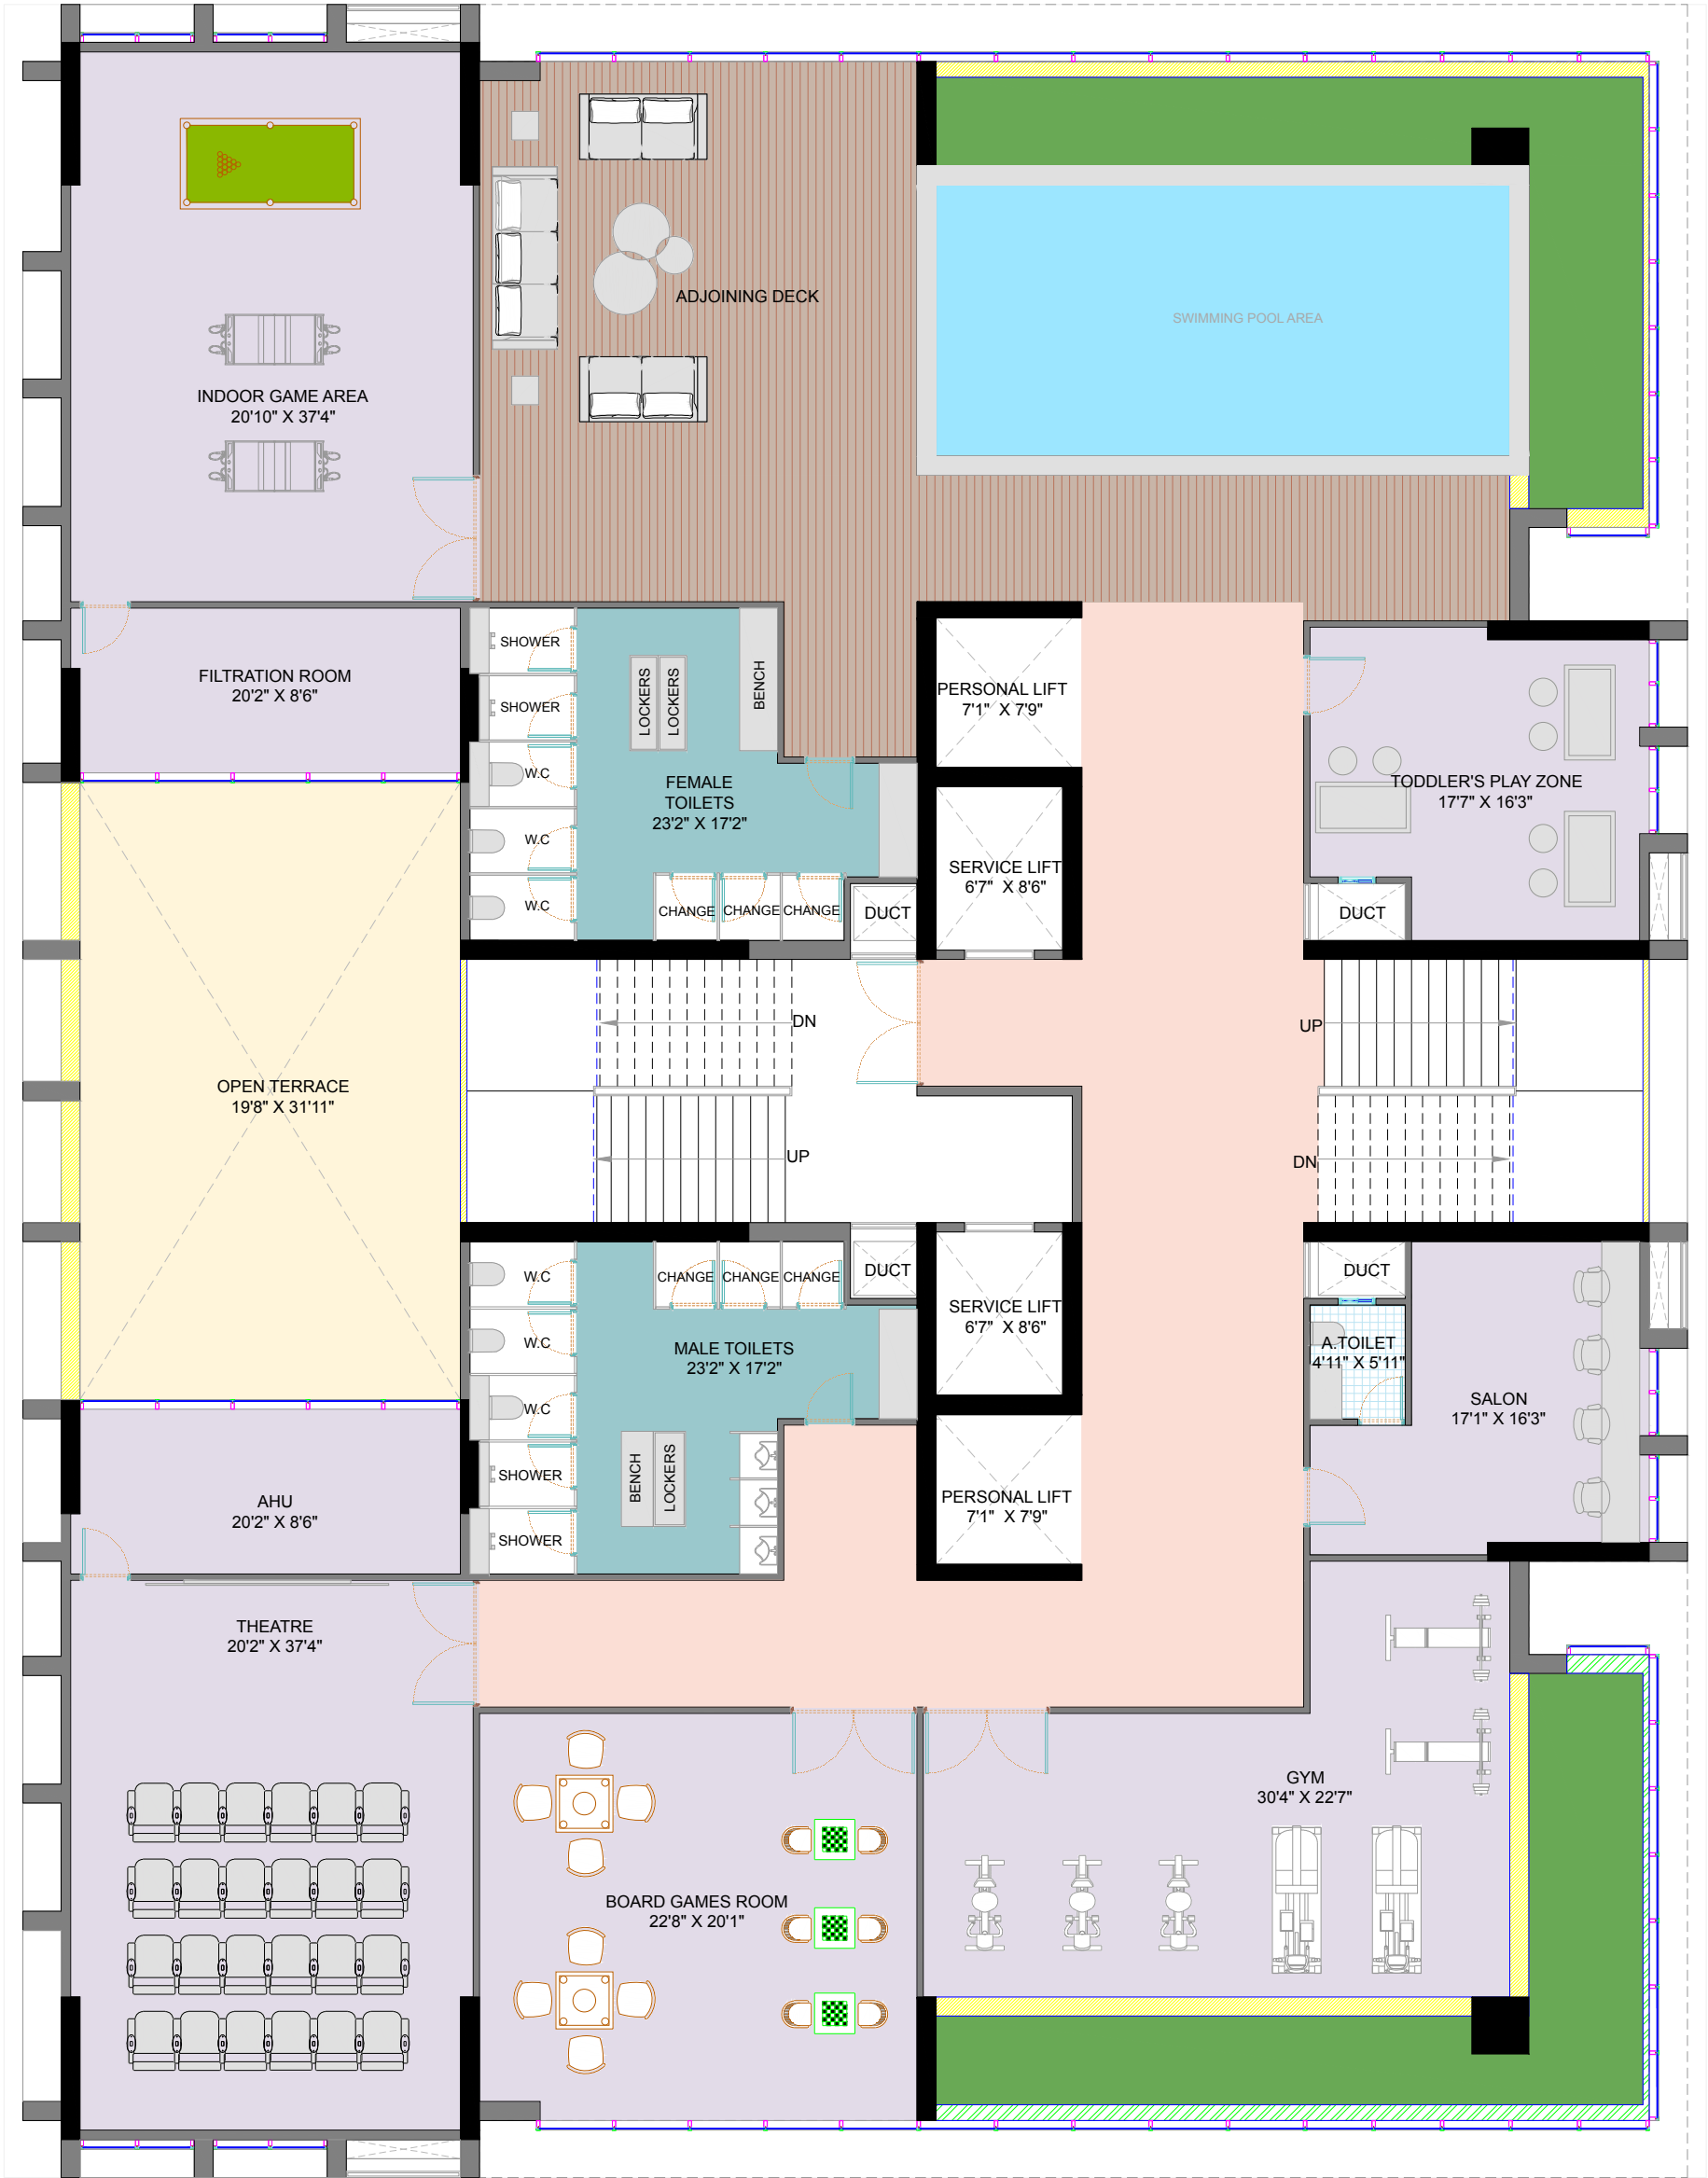 ADJOINING DECK
SWIMMING POOL AREA
INDOOR GAME AREA
20'10" X 37'4"
FILTRATION ROOM
20'2" X 8'6"
SHOWER
SHOWER
W.C
W.C
W.C
LOCKERS
LOCKERS
BENCH
FEMALE
TOILETS
23'2" X 17'2"
CHANGE
CHANGE
CHANGE
DUCT
PERSONAL LIFT
7'1" X 7'9"
SERVICE LIFT
6'7" X 8'6"
TODDLER'S PLAY ZONE
17'7" X 16'3"
DUCT
OPEN TERRACE
19'8" X 31'11"
DN
UP
UP
DN
W.C
W.C
W.C
SHOWER
SHOWER
CHANGE
CHANGE
CHANGE
DUCT
MALE TOILETS
23'2" X 17'2"
BENCH
LOCKERS
SERVICE LIFT
6'7" X 8'6"
PERSONAL LIFT
7'1" X 7'9"
DUCT
A.TOILET
4'11" X 5'11"
SALON
17'1" X 16'3"
AHU
20'2" X 8'6"
THEATRE
20'2" X 37'4"
BOARD GAMES ROOM
22'8" X 20'1"
GYM
30'4" X 22'7"